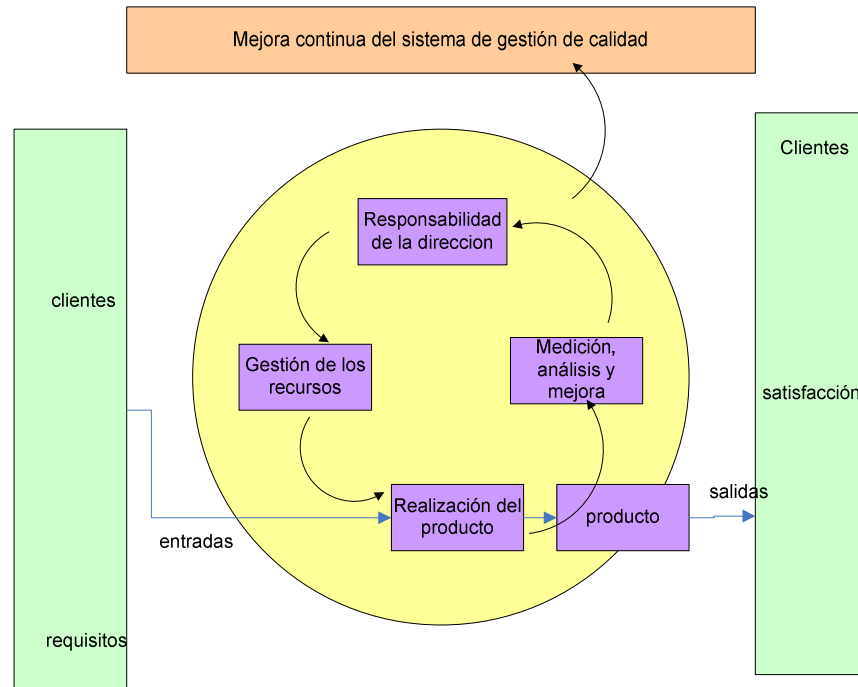 Mejora continua del sistema de gestión de calidad
Clientes
Responsabilidad
de la direccion
clientes
Gestión de los
recursos
Medición,
análisis y
mejora
satisfacción
Realización del
producto
producto
salidas
entradas
requisitos